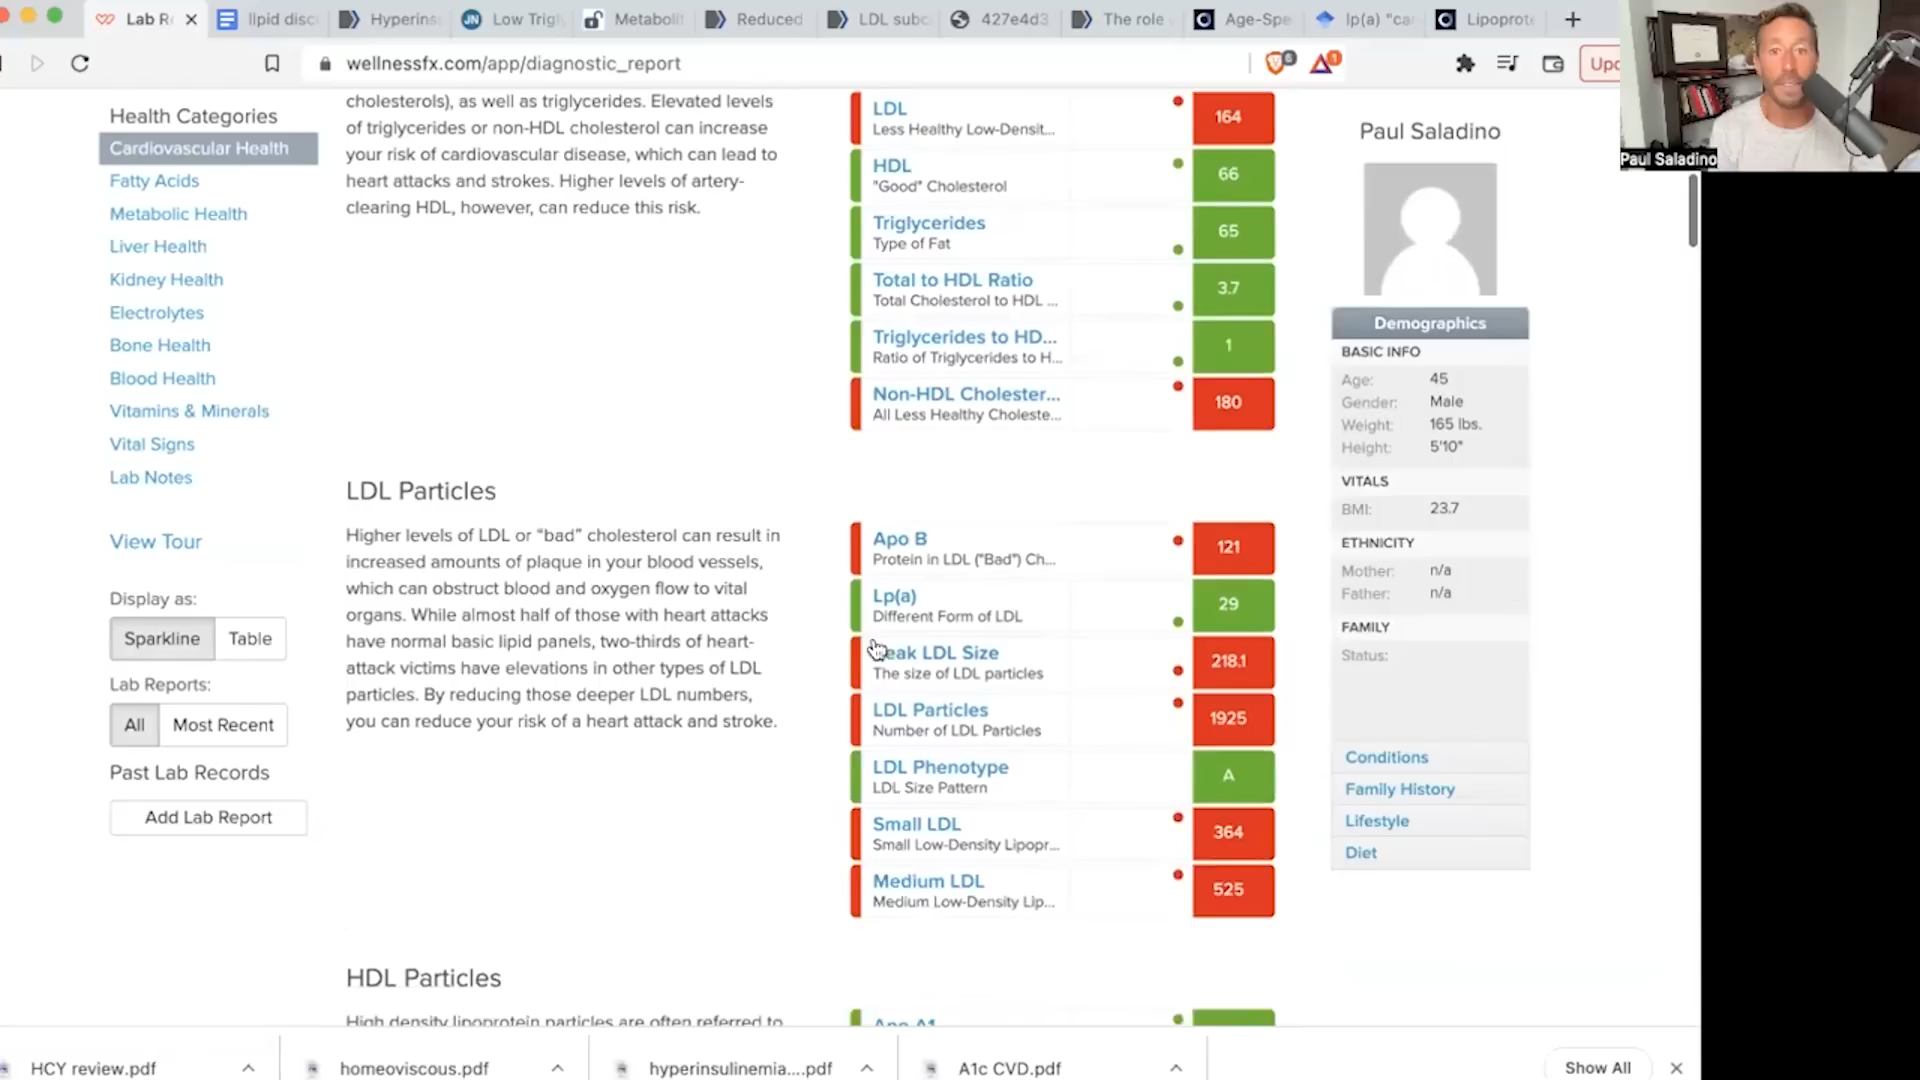 Lab R
lipid disc
Hyperins
Low Trigl
Metaboli
Reduced
LDL subc
427e4d3
The role
Age-Spe
lp(a) "ca
Lipoprote
wellnessfx.com/app/diagnostic_report
6
1
Upd
Paul Saladino
Health Categories
Cardiovascular Health
Fatty Acids
Metabolic Health
Liver Health
Kidney Health
Electrolytes
Bone Health
Blood Health
Vitamins & Minerals
Vital Signs
Lab Notes
View Tour
Display as:
Sparkline Table
Lab Reports:
All Most Recent
Past Lab Records
Add Lab Report
cholesterols), as well as triglycerides. Elevated levels
of triglycerides or non-HDL cholesterol can increase
your risk of cardiovascular disease, which can lead to
heart attacks and strokes. Higher levels of artery-
clearing HDL, however, can reduce this risk.
LDL
Less Healthy Low-Densit...
164
HDL
"Good" Cholesterol
66
Triglycerides
Type of Fat
65
Total to HDL Ratio
Total Cholesterol to HDL ...
3.7
Triglycerides to HD...
Ratio of Triglycerides to H...
1
Non-HDL Cholester...
All Less Healthy Choleste...
180
LDL Particles
Higher levels of LDL or “bad” cholesterol can result in
increased amounts of plaque in your blood vessels,
which can obstruct blood and oxygen flow to vital
organs. While almost half of those with heart attacks
have normal basic lipid panels, two-thirds of heart-
attack victims have elevations in other types of LDL
particles. By reducing those deeper LDL numbers,
you can reduce your risk of a heart attack and stroke.
Apo B
Protein in LDL ("Bad") Ch...
121
Lp(a)
Different Form of LDL
29
eak LDL Size
The size of LDL particles
218.1
LDL Particles
Number of LDL Particles
1925
LDL Phenotype
LDL Size Pattern
A
Small LDL
Small Low-Density Lipopr...
364
Medium LDL
Medium Low-Density Lip...
525
HDL Particles
High density lipoprotein particles are often referred to
Apo A1
Paul Saladino
Demographics
BASIC INFO
Age: 45
Gender: Male
Weight: 165 lbs.
Height: 5'10"
VITALS
BMI: 23.7
ETHNICITY
Mother: n/a
Father: n/a
FAMILY
Status:
Conditions
Family History
Lifestyle
Diet
HCY review.pdf
homeoviscous.pdf
hyperinsulinemia....pdf
A1c CVD.pdf
Show All